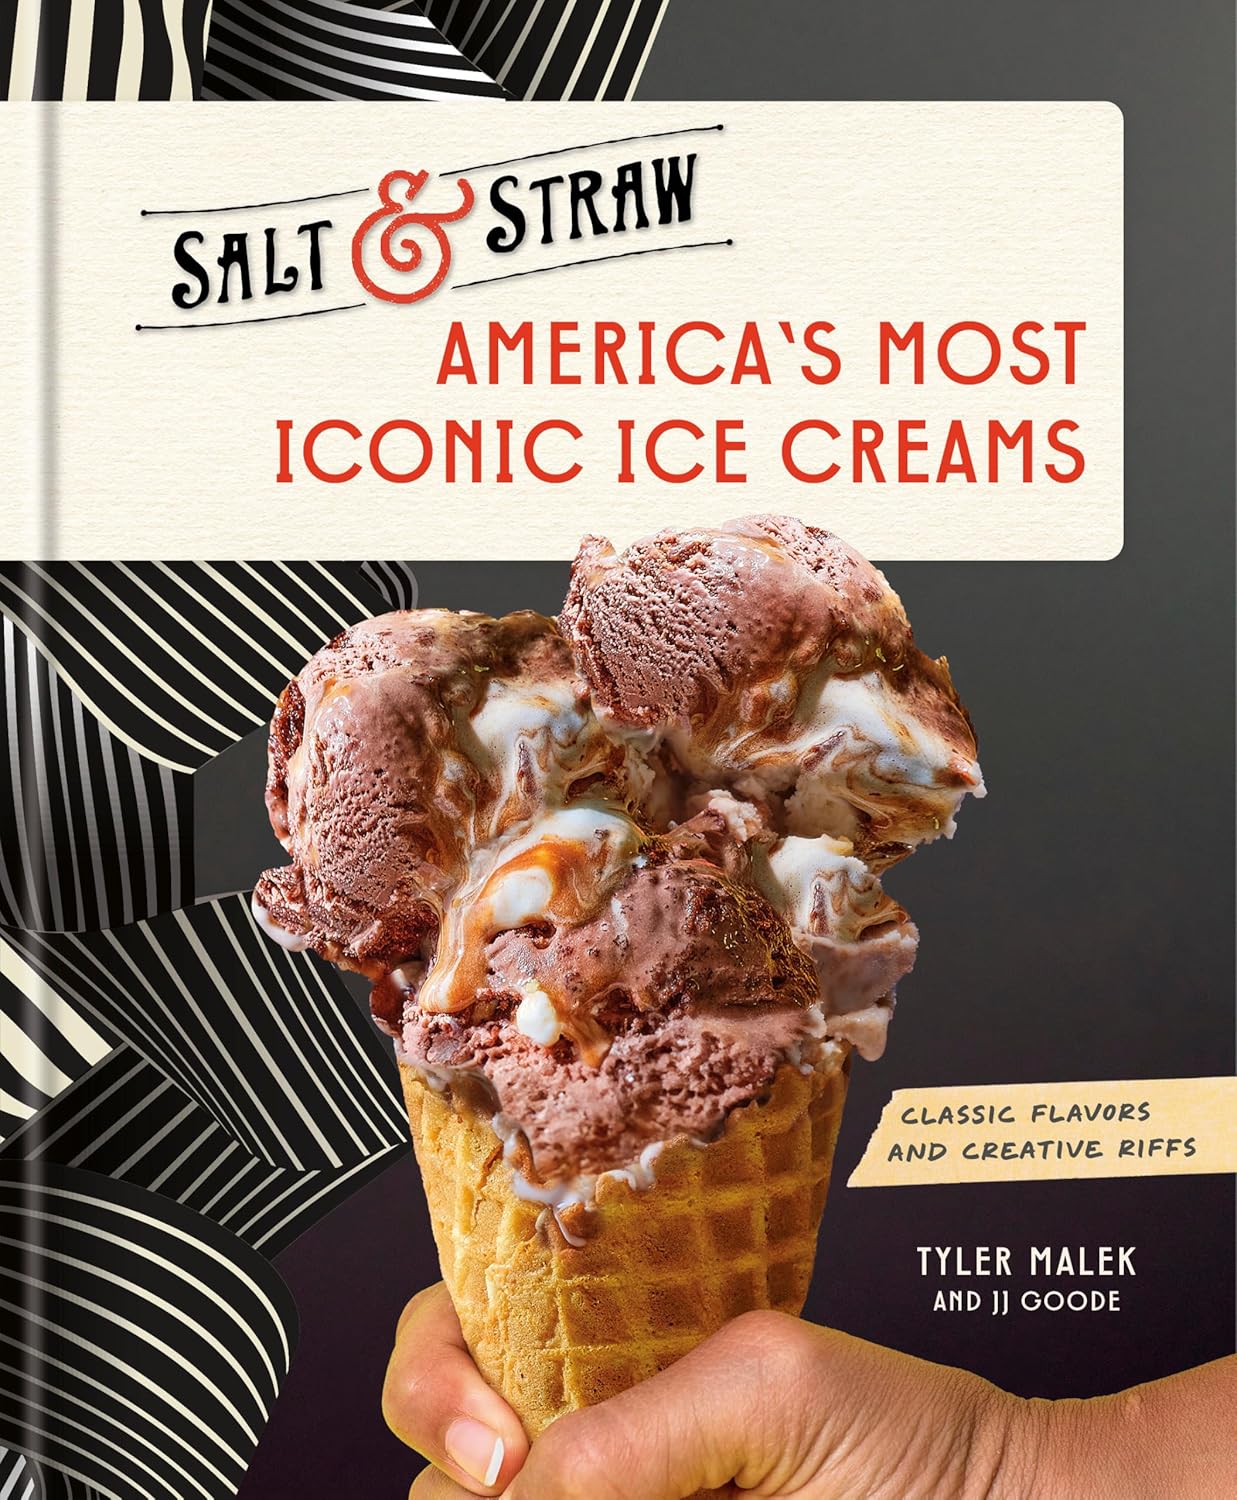 SALT & STRAW
AMERICA'S MOST
ICONIC ICE CREAMS
CLASSIC FLAVORS
AND CREATIVE RIFFS
TYLER MALEK
AND JJ GOODE